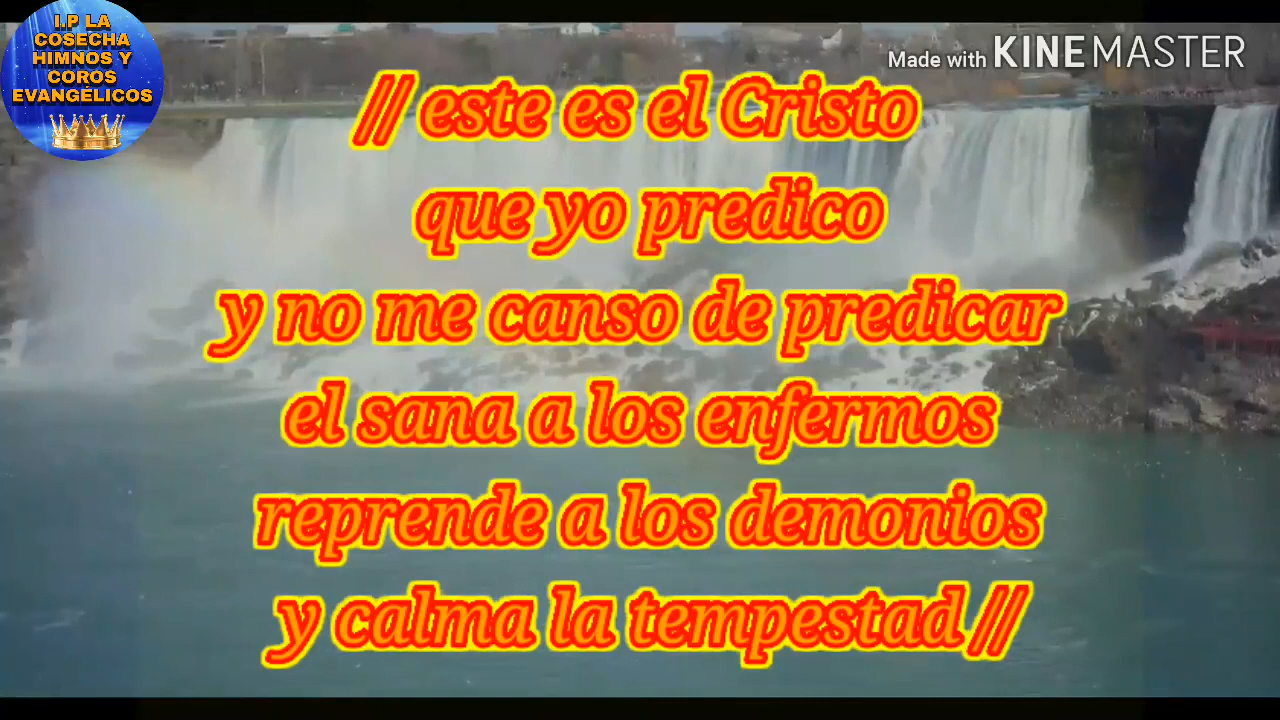 I.P LA
COSECHA
HIMNOS Y
COROS
EVANGÉLICOS
Made with KINEMASTER
// este es el Cristo
que yo predico
y no me canso de predicar
el sana a los enfermos
reprende a los demonios
y calma la tempestad //